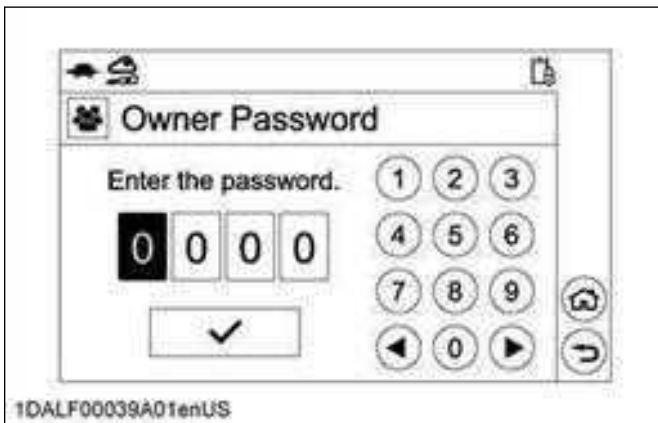 Owner Password
Enter the password.
1 2 3
0 0 0 0
4 5 6
7 8 9
0
1DALF00039A01enUS